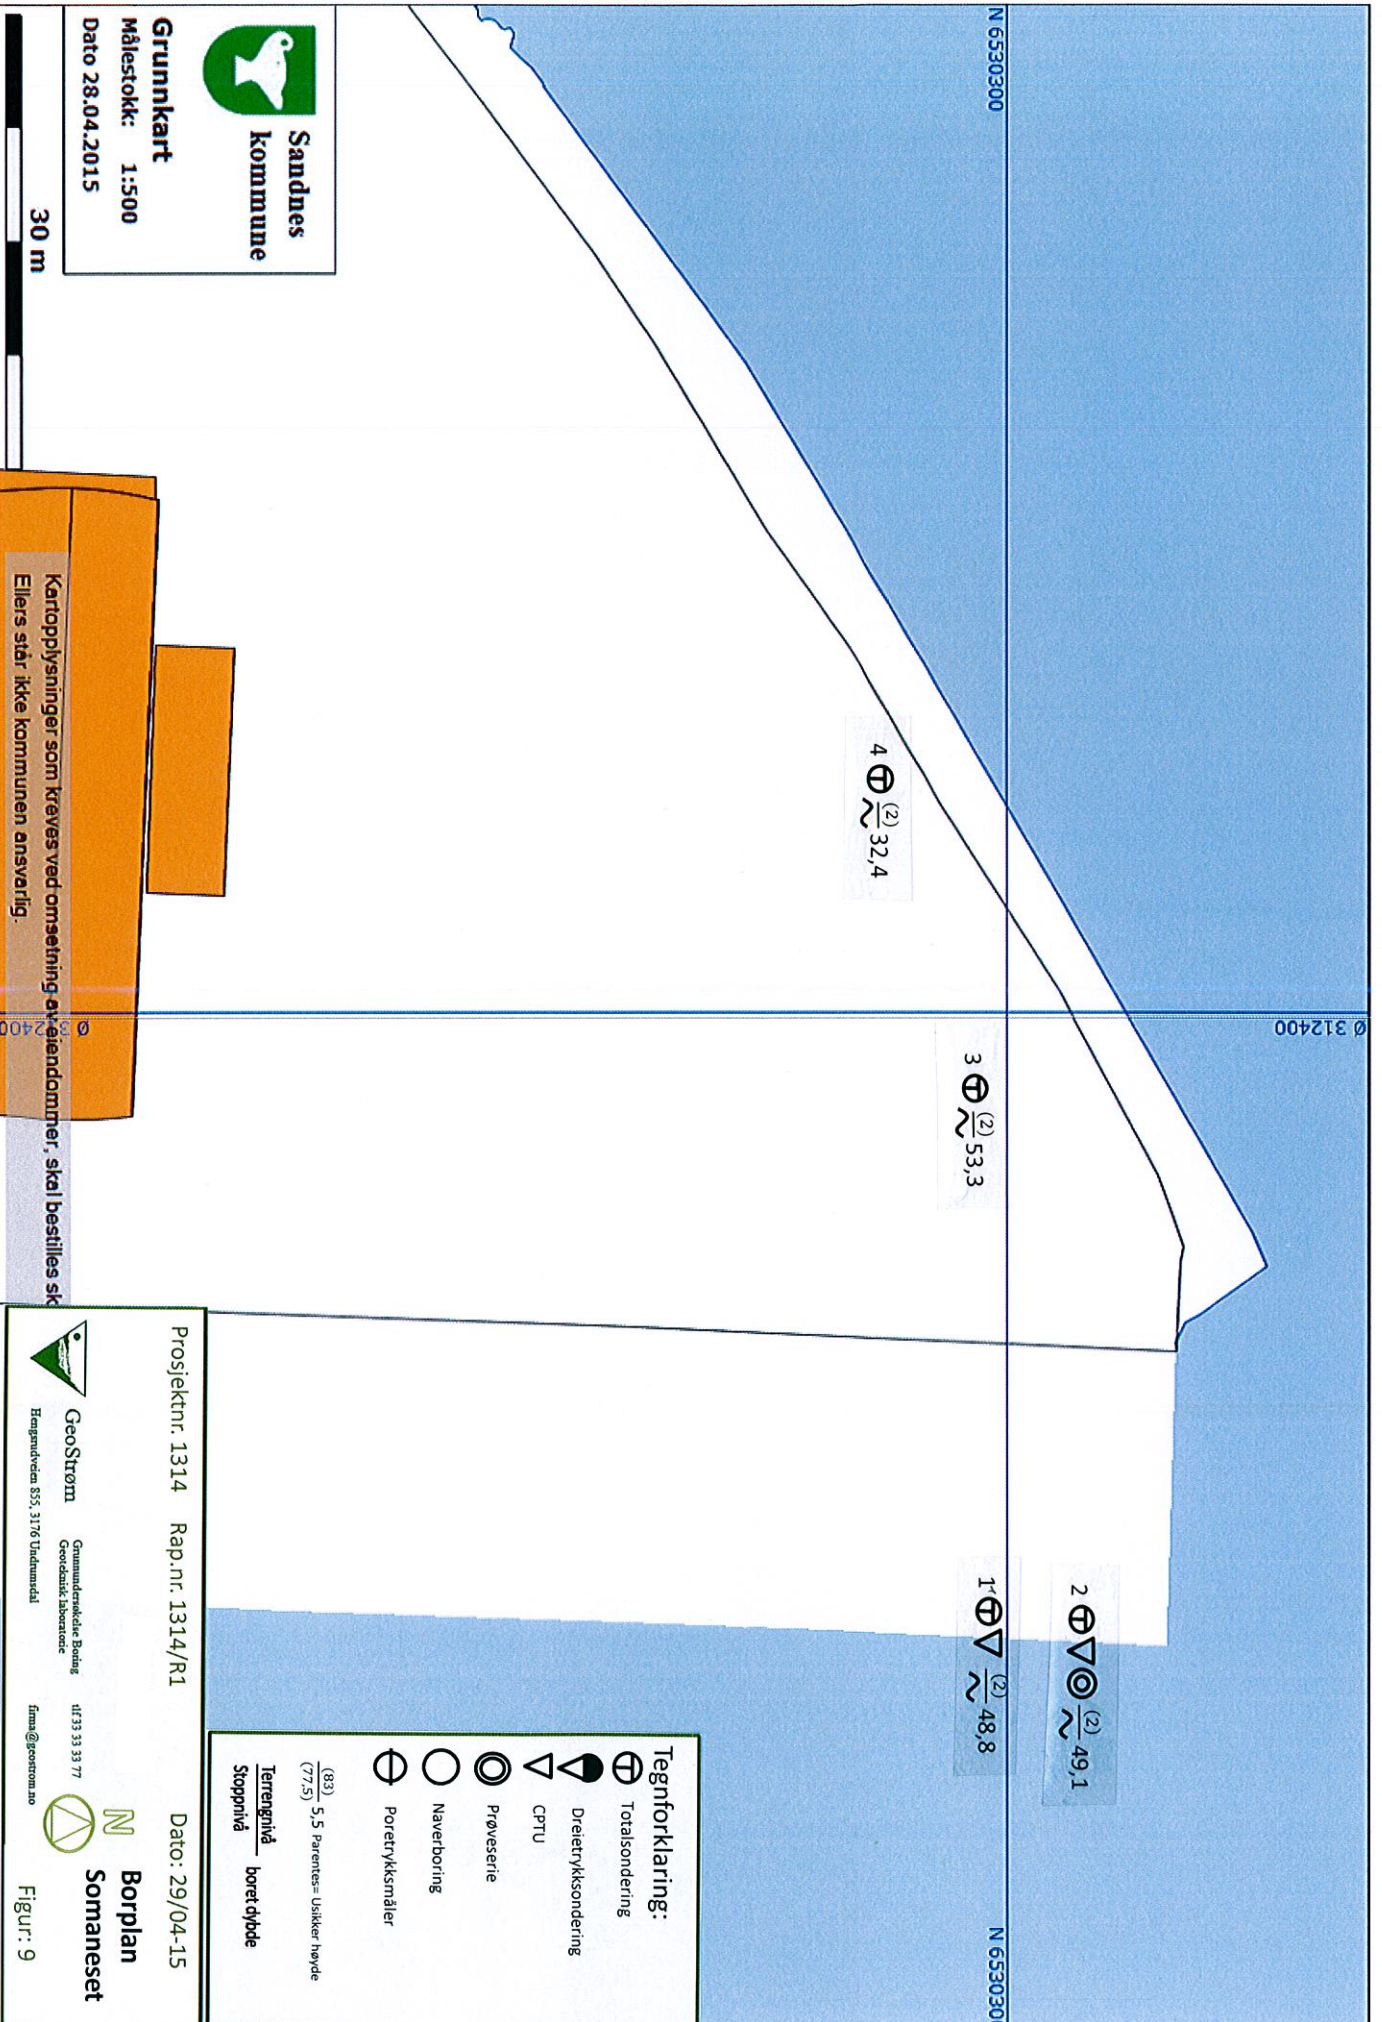 N 6530300
N 6530300
Ø 312400
Ø 312400
2 (2) 49,1
~
1 (2) 48,8
~
3 (2) 53,3
~
4 (2) 32,4
~
Sandnes
kommune
Grunnkart
Målestokk: 1:500
Dato 28.04.2015
30 m
Kartopplysninger som kreves ved omsetning av eiendommer, skal bestilles sk
Ellers står ikke kommunen ansvarlig.
Tegnforklaring:
Totalsondering
Dreietrykksondering
CPTU
Prøveserie
Naverboring
Poretrykksmåler
(83)
(77.5) 5,5 Parentes= Usikker høyde
Terrengnivå
Stoppnivå boret dybde
Prosjektnr. 1314 Rap.nr. 1314/R1 Dato: 29/04-15
GeoStrøm
Grunnundersøkelse Boring
Geoteknisk laboratorie
Hengsrudveien 855, 3176 Undrumsdal
tlf 33 33 33 77
firma@geostrom.no
N
Borplan
Somaneset
Figur: 9